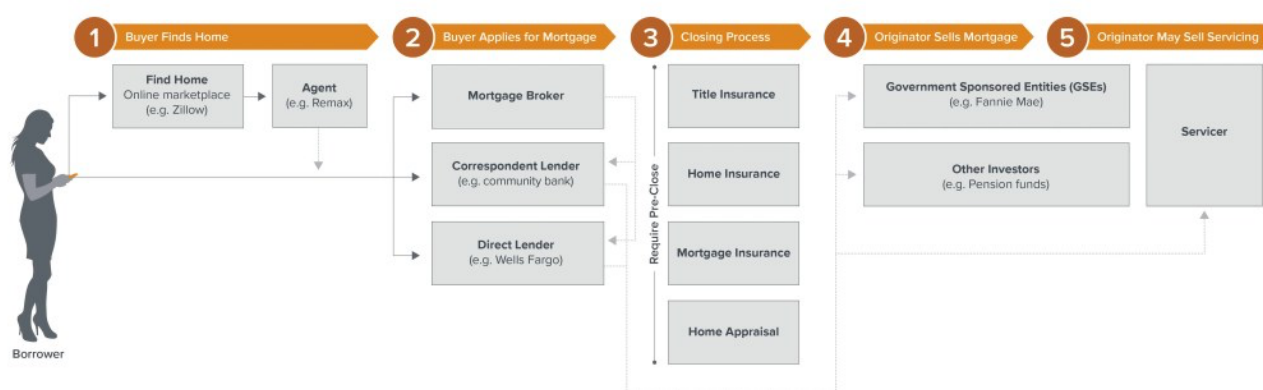 1 Buyer Finds Home
2 Buyer Applies for Mortgage
3 Closing Process
4 Originator Sells Mortgage
5 Originator May Sell Servicing
Find Home
Online marketplace
(e.g. Zillow)
Agent
(e.g. Remax)
Borrower
Mortgage Broker
Correspondent Lender
(e.g. community bank)
Direct Lender
(e.g. Wells Fargo)
Require Pre-Close
Title Insurance
Home Insurance
Mortgage Insurance
Home Appraisal
Government Sponsored Entities (GSEs)
(e.g. Fannie Mae)
Other Investors
(e.g. Pension funds)
Servicer